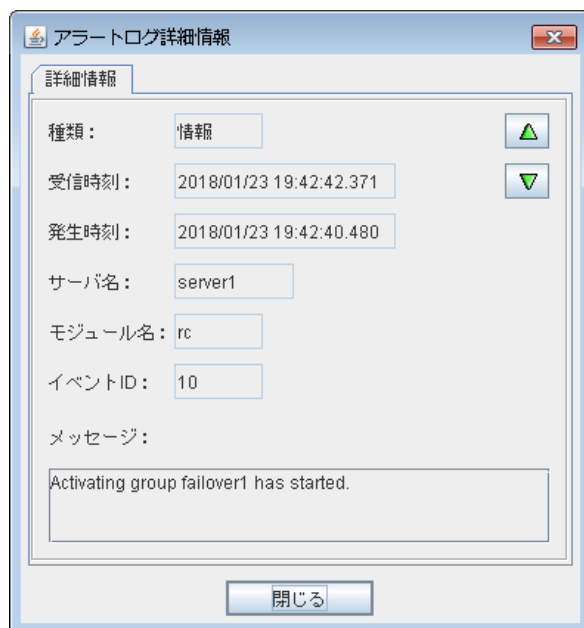 アラートログ詳細情報
詳細情報
種類： 情報
受信時刻： 2018/01/23 19:42:42.371
発生時刻： 2018/01/23 19:42:40.480
サーバ名： server1
モジュール名： rc
イベントID： 10
メッセージ：
Activating group failover1 has started.
閉じる